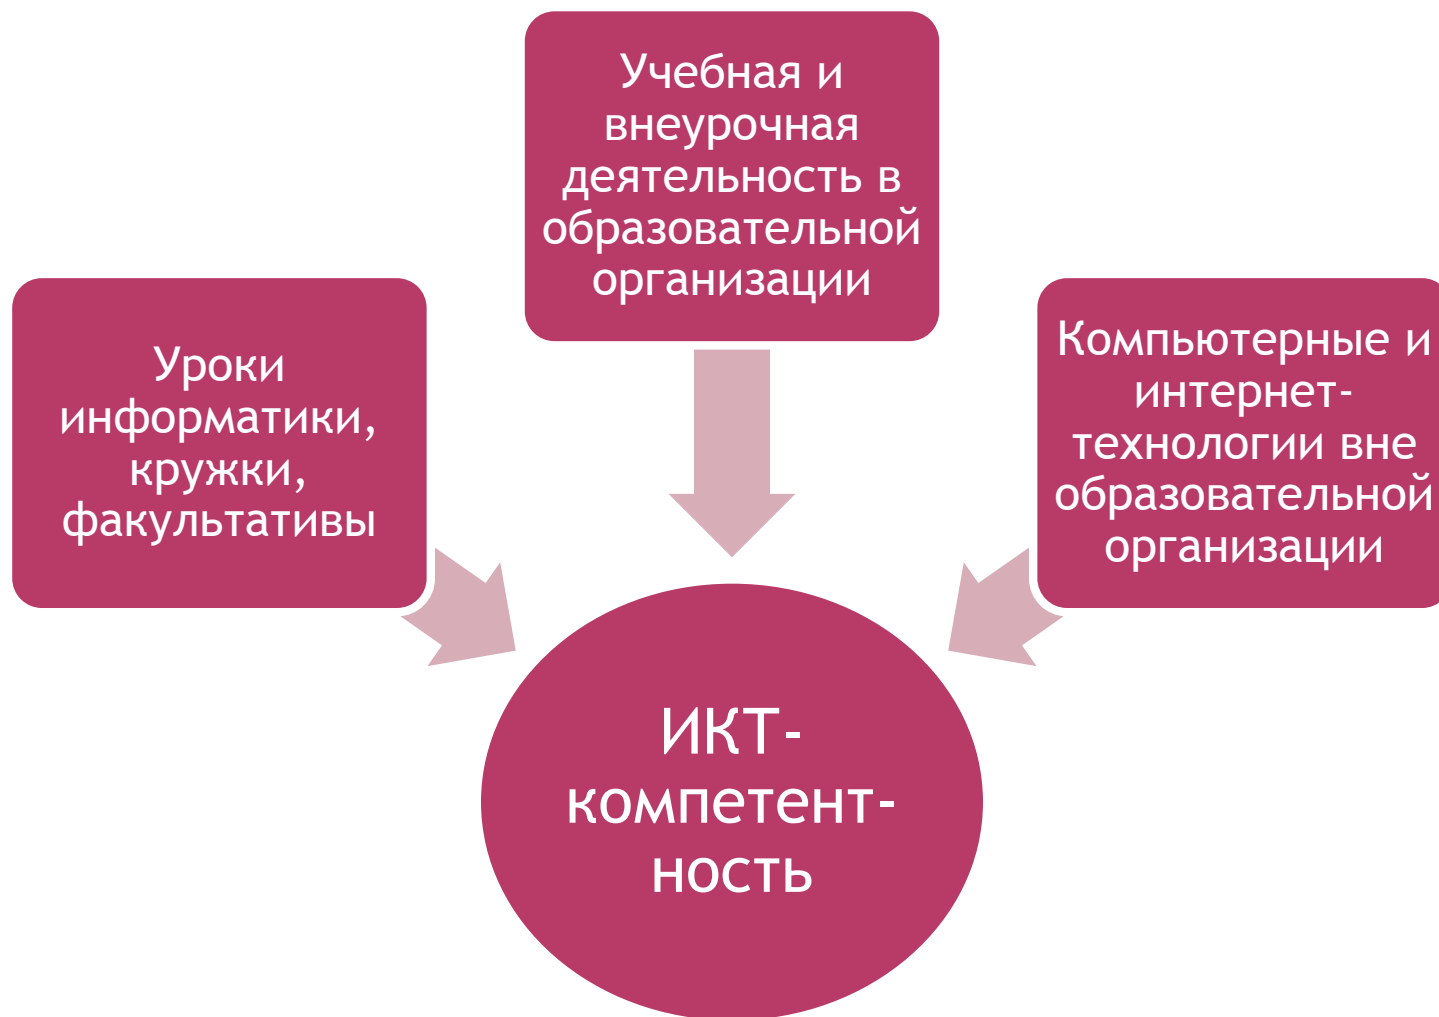 Учебная и
внеурочная
деятельность в
образовательной
организации
Уроки
информатики,
кружки,
факультативы
Компьютерные и
интернет-
технологии вне
образовательной
организации
ИКТ-
компетент-
ность